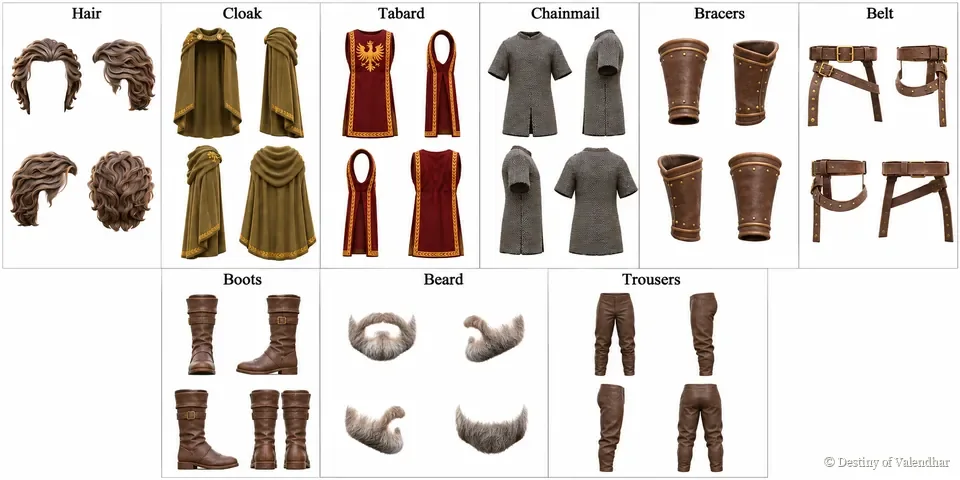 Hair
Cloak
Tabard
Chainmail
Bracers
Belt
Boots
Beard
Trousers
© Destiny of Valendhar